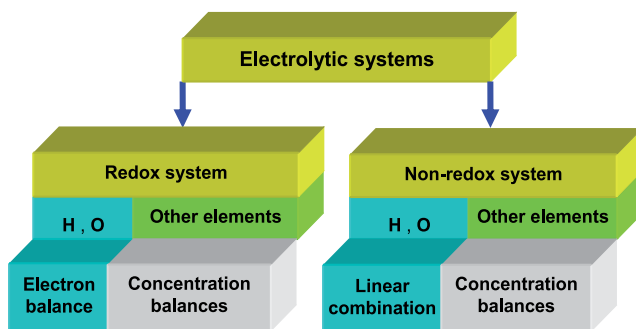 Electrolytic systems
Redox system
H , O
Other elements
Electron
balance
Concentration
balances
Non-redox system
H , O
Other elements
Linear
combination
Concentration
balances